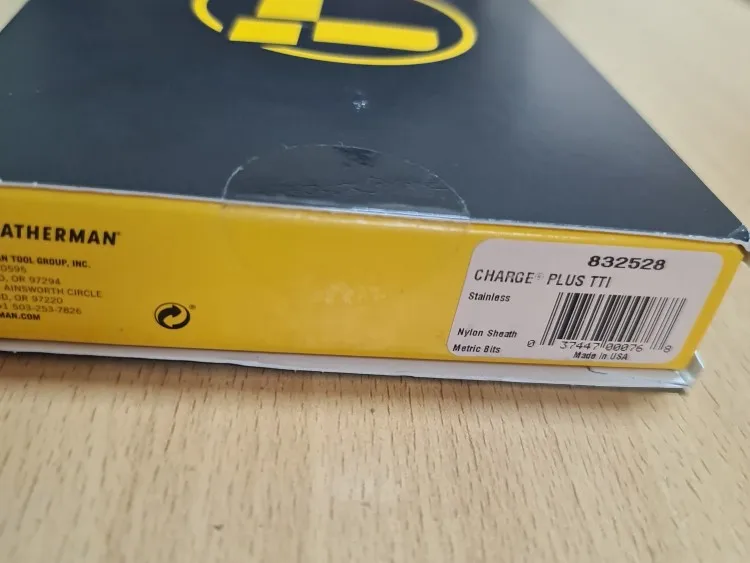 ATHERMAN
AN TOOL GROUP, INC.
0595
D, OR 97294
AINSWORTH CIRCLE
D, OR 97220
1 503-253-7826
MAN.COM
®
832528
CHARGE® PLUS TTI
Stainless
Nylon Sheath
Metric Bits
0 37447 00076 8
Made in USA